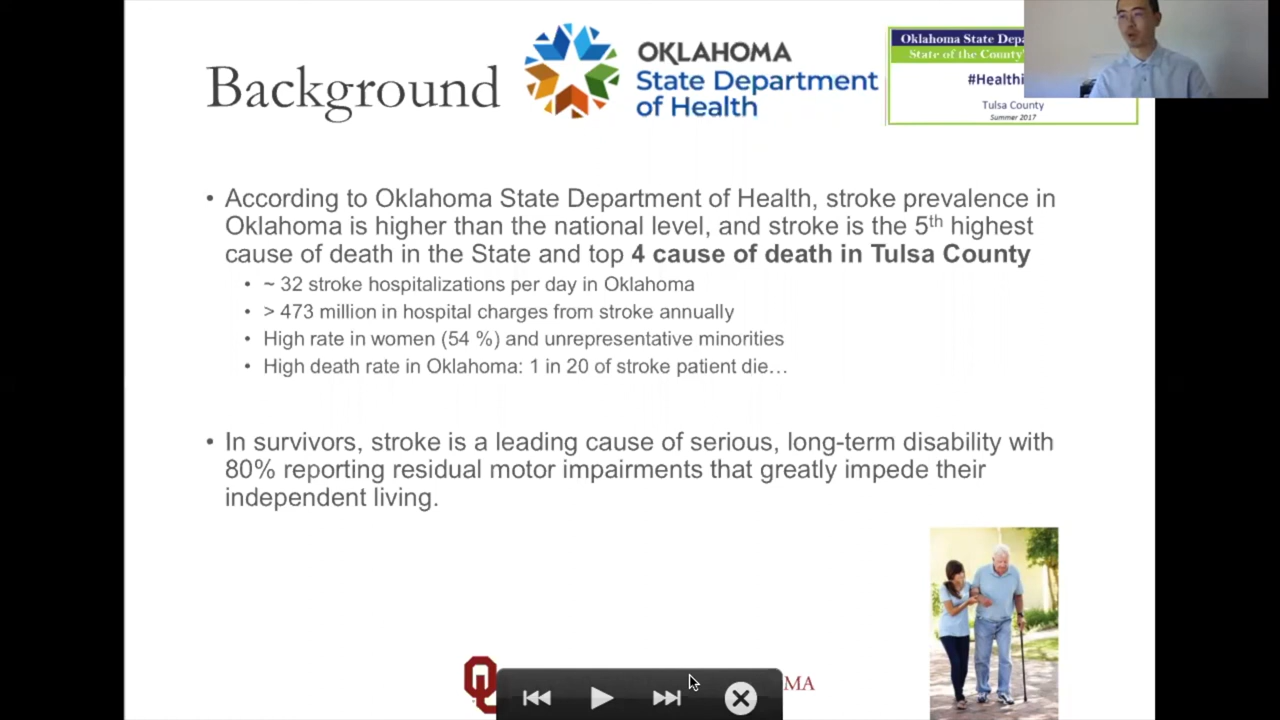 Background
OKLAHOMA
State Department
of Health
Oklahoma State
State of the County
Tulsa County
Summer 2017
• According to Oklahoma State Department of Health, stroke prevalence in
Oklahoma is higher than the national level, and stroke is the 5th highest
cause of death in the State and top 4 cause of death in Tulsa County
• ~ 32 stroke hospitalizations per day in Oklahoma
• > 473 million in hospital charges from stroke annually
• High rate in women (54 %) and unrepresentative minorities
• High death rate in Oklahoma: 1 in 20 of stroke patient die…
• In survivors, stroke is a leading cause of serious, long-term disability with
80% reporting residual motor impairments that greatly impede their
independent living.